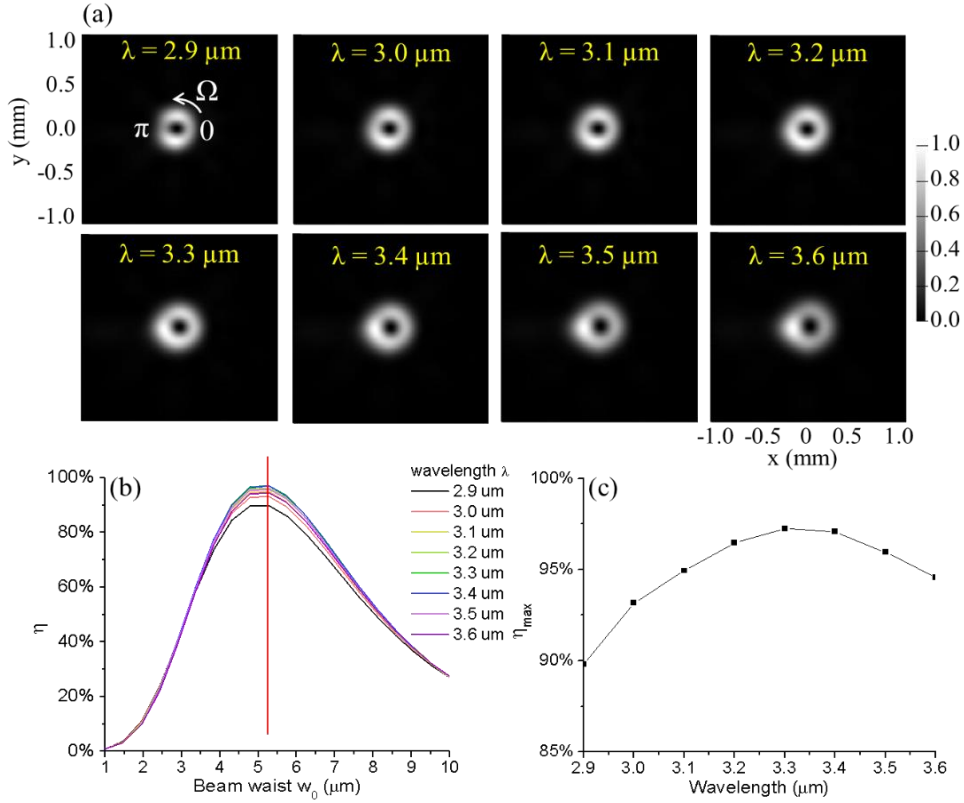 (a)
1.0
0.5
0.0
-0.5
-1.0
y (mm)
λ = 2.9 µm
Ω
π
0
λ = 3.0 µm
λ = 3.1 µm
λ = 3.2 µm
λ = 3.3 µm
λ = 3.4 µm
λ = 3.5 µm
λ = 3.6 µm
1.0
0.8
0.6
0.4
0.2
0.0
-1.0 -0.5 0 0.5 1.0
x (mm)
(b)
100%
80%
60%
40%
20%
0%
η
1 2 3 4 5 6 7 8 9 10
Beam waist w0 (µm)
wavelength λ
2.9 um
3.0 um
3.1 um
3.2 um
3.3 um
3.4 um
3.5 um
3.6 um
(c)
100%
95%
90%
85%
ηmax
2.9 3.0 3.1 3.2 3.3 3.4 3.5 3.6
Wavelength (µm)